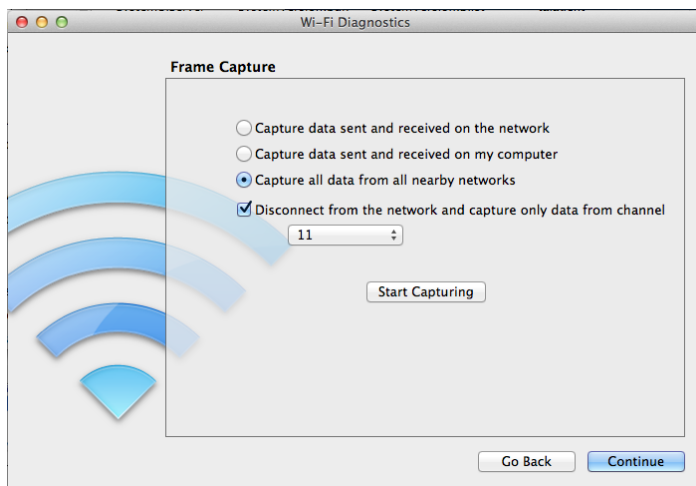 Wi-Fi Diagnostics
Frame Capture
Capture data sent and received on the network
Capture data sent and received on my computer
Capture all data from all nearby networks
Disconnect from the network and capture only data from channel
11
Start Capturing
Go Back
Continue